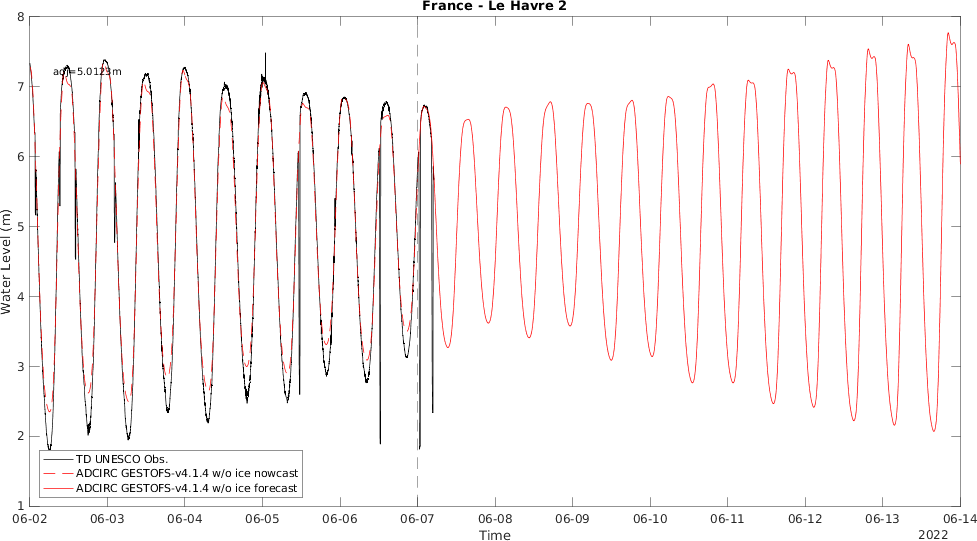 France - Le Havre 2
8
7
6
5
4
3
2
1
Water Level (m)
adj=5.0123m
TD UNESCO Obs.
ADCIRC GESTOFS-v4.1.4 w/o ice nowcast
ADCIRC GESTOFS-v4.1.4 w/o ice forecast
06-02 06-03 06-04 06-05 06-06 06-07 06-08 06-09 06-10 06-11 06-12 06-13 06-14
Time
2022